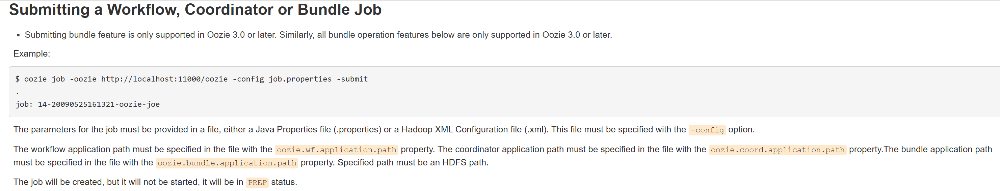 Submitting a Workflow, Coordinator or Bundle Job
• Submitting bundle feature is only supported in Oozie 3.0 or later. Similarly, all bundle operation features below are only supported in Oozie 3.0 or later.
Example:
$ oozie job -oozie http://localhost:11000/oozie -config job.properties -submit
.
job: 14-20090525161321-oozie-joe
The parameters for the job must be provided in a file, either a Java Properties file (.properties) or a Hadoop XML Configuration file (.xml). This file must be specified with the -config option.
The workflow application path must be specified in the file with the oozie.wf.application.path property. The coordinator application path must be specified in the file with the oozie.coord.application.path property.The bundle application path
must be specified in the file with the oozie.bundle.application.path property. Specified path must be an HDFS path.
The job will be created, but it will not be started, it will be in PREP status.